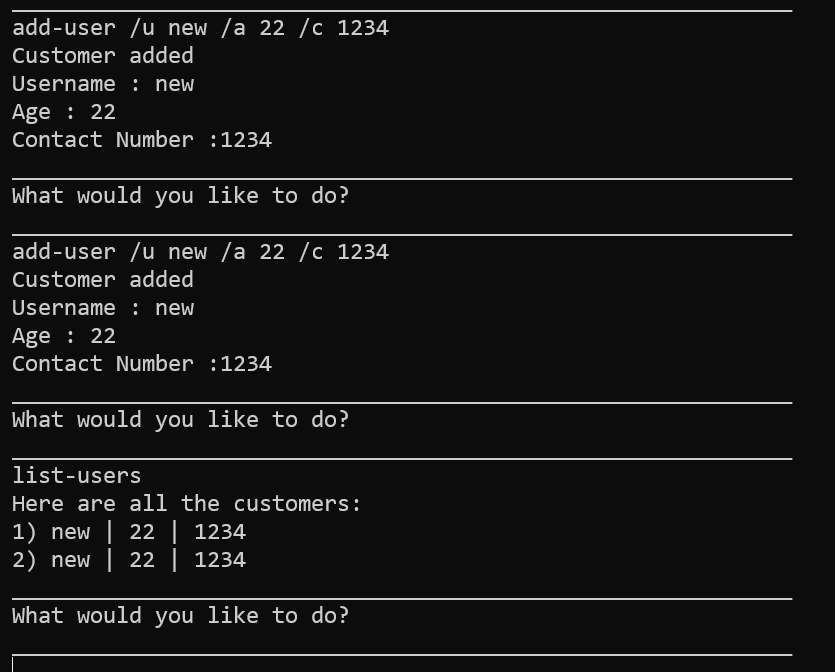 add-user /u new /a 22 /c 1234
Customer added
Username : new
Age : 22
Contact Number :1234
What would you like to do?
add-user /u new /a 22 /c 1234
Customer added
Username : new
Age : 22
Contact Number :1234
What would you like to do?
list-users
Here are all the customers:
1) new | 22 | 1234
2) new | 22 | 1234
What would you like to do?